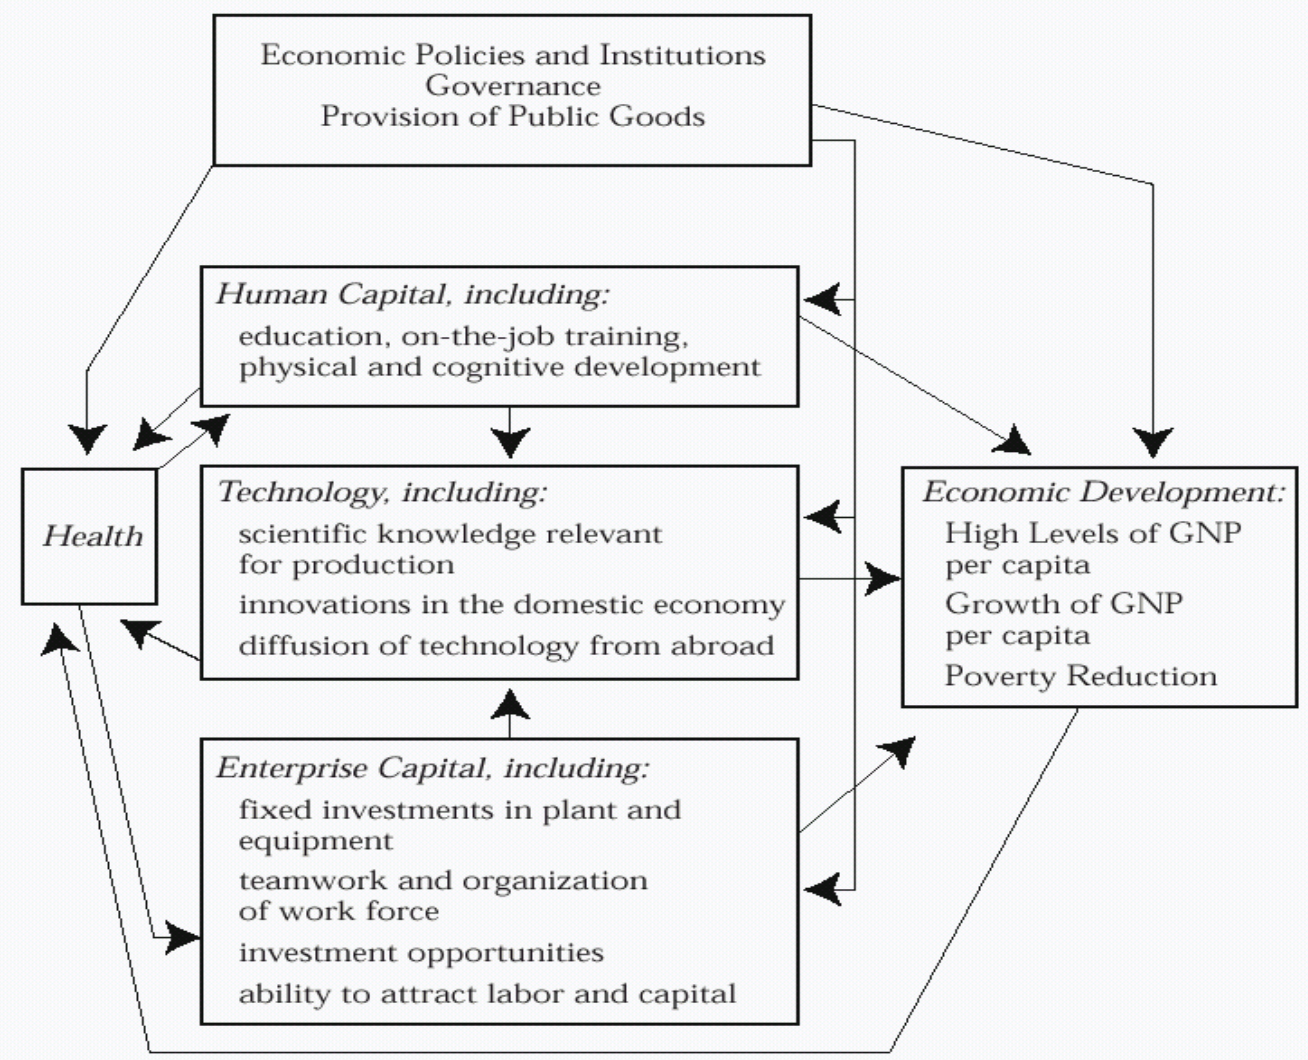 Economic Policies and Institutions
Governance
Provision of Public Goods
Human Capital, including:
education, on-the-job training,
physical and cognitive development
Health
Technology, including:
scientific knowledge relevant
for production
innovations in the domestic economy
diffusion of technology from abroad
Economic Development:
High Levels of GNP
per capita
Growth of GNP
per capita
Poverty Reduction
Enterprise Capital, including:
fixed investments in plant and
equipment
teamwork and organization
of work force
investment opportunities
ability to attract labor and capital